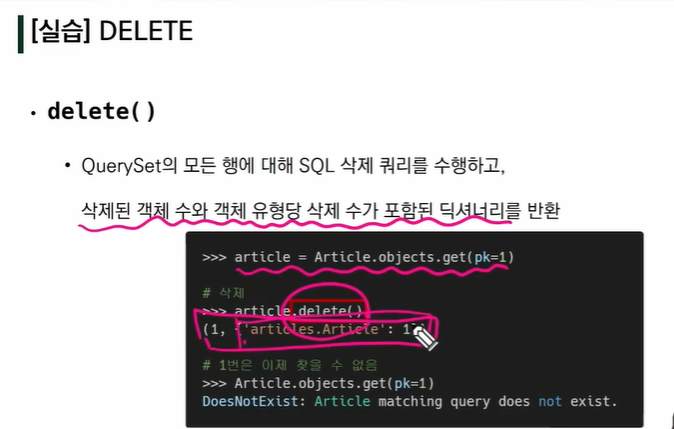 [실습] DELETE
• delete()
• QuerySet의 모든 행에 대해 SQL 삭제 쿼리를 수행하고,
삭제된 객체 수와 객체 유형당 삭제 수가 포함된 딕셔너리를 반환
>>> article = Article.objects.get(pk=1)
# 삭제
>>> article.delete()
(1, {'articles.Article': 1})
# 1번은 이제 찾을 수 없음
>>> Article.objects.get(pk=1)
DoesNotExist: Article matching query does not exist.